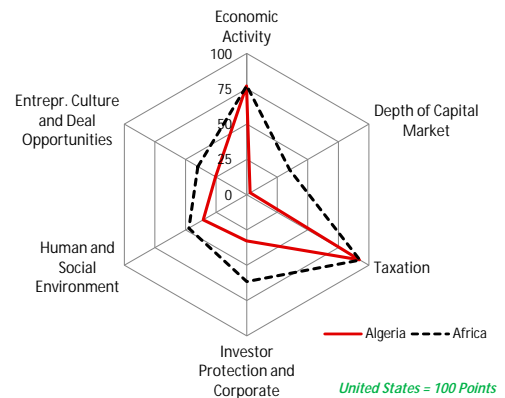 Economic
Activity
100
75
50
25
0
Depth of Capital
Market
Taxation
Investor
Protection and
Corporate
Human and
Social
Environment
Entrepr. Culture
and Deal
Opportunities
Algeria
Africa
United States = 100 Points